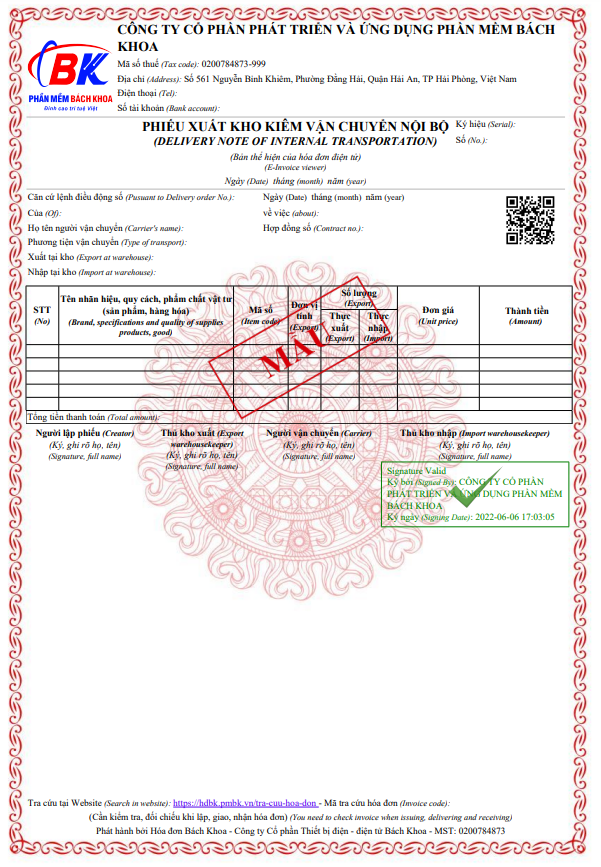 CÔNG TY CỔ PHẦN PHÁT TRIỂN VÀ ỨNG DỤNG PHẦN MỀM BÁCH
KHOA
BK
PHẦN MỀM BÁCH KHOA
Đỉnh cao trí tuệ Việt
Mã số thuế (Tax code): 0200784873-999
Địa chỉ (Address): Số 561 Nguyễn Bỉnh Khiêm, Phường Đằng Hải, Quận Hải An, TP Hải Phòng, Việt Nam
Điện thoại (Tel):
Số tài khoản (Bank account):
PHIẾU XUẤT KHO KIÊM VẬN CHUYỂN NỘI BỘ
(DELIVERY NOTE OF INTERNAL TRANSPORTATION)
Ký hiệu (Serial):
Số (No.):
(Bản thể hiện của hóa đơn điện tử)
(E-Invoice viewer)
Ngày (Date) tháng (month) năm (year)
Căn cứ lệnh điều động số (Pusuant to Delivery order No.): Ngày (Date) tháng (month) năm (year)
Của (Of): về việc (about):
Họ tên người vận chuyển (Carrier's name): Hợp đồng số (Contract no.):
Phương tiện vận chuyển (Type of transport):
Xuất tại kho (Export at warehouse):
Nhập tại kho (Import at warehouse):
STT
(No)
Tên nhãn hiệu, quy cách, phẩm chất vật tư
(sản phẩm, hàng hóa)
(Brand, specifications and quality of supplies
products, good)
Mã số
(Item code)
Đơn vị
tính
(Export)
Số lượng
(Export)
Thực
xuất
(Export)
Thực
nhập
(Import)
Đơn giá
(Unit price)
Thành tiền
(Amount)
MẪU
Tổng tiền thanh toán (Total amount):
Người lập phiếu (Creator)
(Ký, ghi rõ họ, tên)
(Signature, full name)
Thủ kho xuất (Export
warehousekeeper)
(Ký, ghi rõ họ, tên)
(Signature, full name)
Người vận chuyển (Carrier)
(Ký, ghi rõ họ, tên)
(Signature, full name)
Thủ kho nhập (Import warehousekeeper)
(Ký, ghi rõ họ, tên)
(Signature, full name)
Signature Valid
Ký bởi (Signed By): CÔNG TY CỔ PHẦN
PHÁT TRIỂN VÀ ỨNG DỤNG PHẦN MỀM
BÁCH KHOA
Ký ngày (Signing Date): 2022-06-06 17:03:05
Tra cứu tại Website (Search in website): https://hdbk.pmbk.vn/tra-cuu-hoa-don - Mã tra cứu hóa đơn (Invoice code):
(Cần kiểm tra, đối chiếu khi lập, giao, nhận hóa đơn) (You need to check invoice when issuing, delivering and receiving)
Phát hành bởi Hóa đơn Bách Khoa - Công ty Cổ phần Thiết bị điện - điện tử Bách Khoa - MST: 0200784873